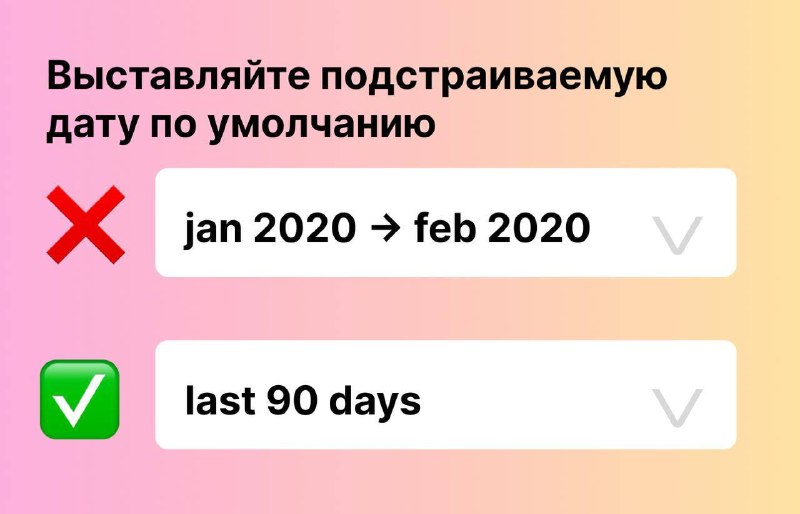 Выставляйте подстраиваемую
дату по умолчанию
jan 2020 → feb 2020
last 90 days